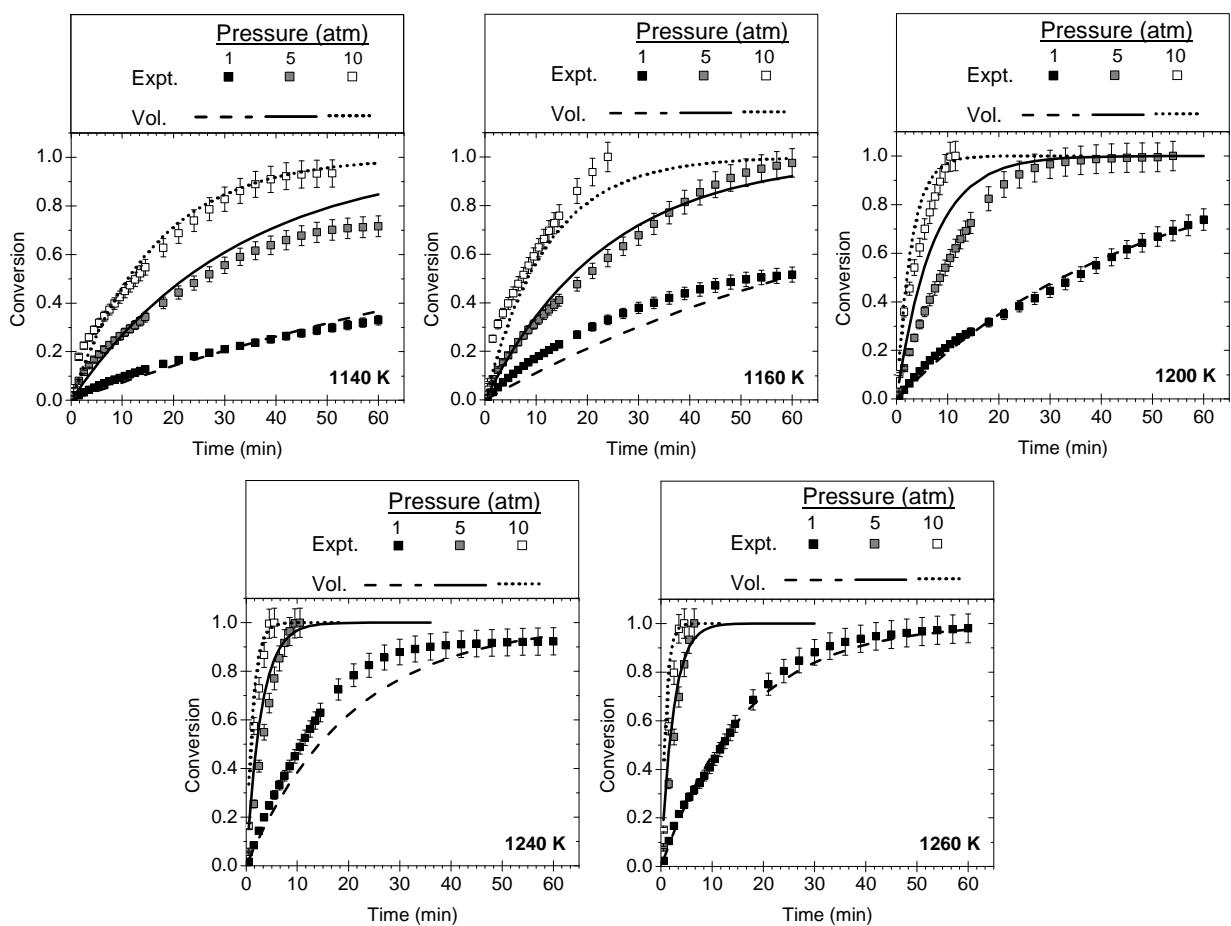 Pressure (atm)
1 5 10
Expt.
Vol.
1.0
0.8
0.6
0.4
0.2
0.0
Conversion
1140 K
0 10 20 30 40 50 60
Time (min)
Pressure (atm)
1 5 10
Expt.
Vol.
1.0
0.8
0.6
0.4
0.2
0.0
Conversion
1160 K
0 10 20 30 40 50 60
Time (min)
Pressure (atm)
1 5 10
Expt.
Vol.
1.0
0.8
0.6
0.4
0.2
0.0
Conversion
1200 K
0 10 20 30 40 50 60
Time (min)
Pressure (atm)
1 5 10
Expt.
Vol.
1.0
0.8
0.6
0.4
0.2
0.0
Conversion
1240 K
0 10 20 30 40 50 60
Time (min)
Pressure (atm)
1 5 10
Expt.
Vol.
1.0
0.8
0.6
0.4
0.2
0.0
Conversion
1260 K
0 10 20 30 40 50 60
Time (min)